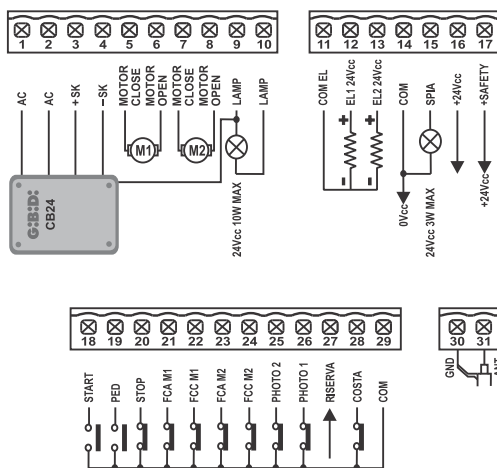 1 2 3 4 5 6 7 8 9 10
AC
AC
+SK
–SK
MOTOR CLOSE
MOTOR OPEN
MOTOR CLOSE
MOTOR OPEN
LAMP
LAMP
M1
M2
GiBiDi
CB24
24Vcc 10W MAX
11 12 13 14 15 16 17
COM EL
EL1 24Vcc
EL2 24Vcc
COM
SPIA
+24Vcc
+SAFETY
+ +
- -
0Vcc
24Vcc 3W MAX
+24Vcc
18 19 20 21 22 23 24 25 26 27 28 29
START
PED
STOP
FCA M1
FCC M1
FCA M2
FCC M2
PHOTO 2
PHOTO 1
RISERVA
COSTA
COM
30 31
GND
ANT